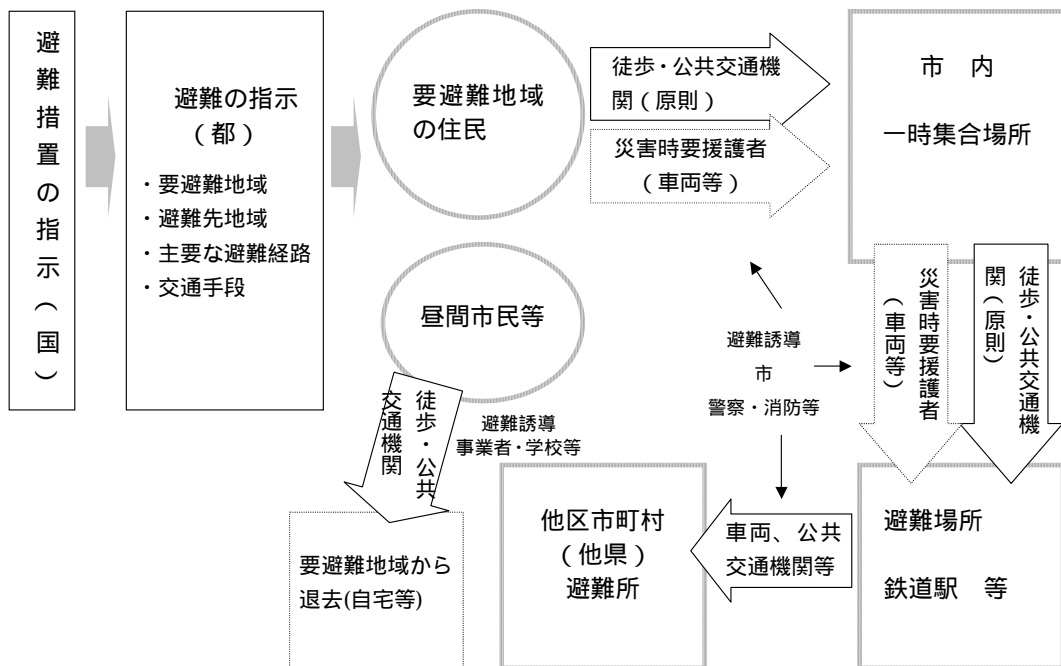 避難措置の指示(国)
避難の指示
(都)
・要避難地域
・避難先地域
・主要な避難経路
・交通手段
要避難地域
の住民
徒歩・公共交通機
関(原則)
災害時要援護者
(車両等)
市 内
一時集合場所
昼間市民等
徒歩・公共
交通機関
避難誘導
事業者・学校等
避難誘導
市
警察・消防等
災害時要援護者
(車両等)
徒歩・公共交通機
関(原則)
要避難地域から
退去(自宅等)
他区市町村
(他県)
避難所
車両、公共
交通機関等
避難場所
鉄道駅 等